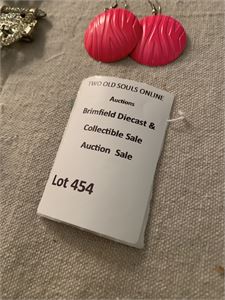 TWO OLD SOULS ONLINE
Auctions
Brimfield Diecast &
Collectible Sale
Auction Sale
Lot 454